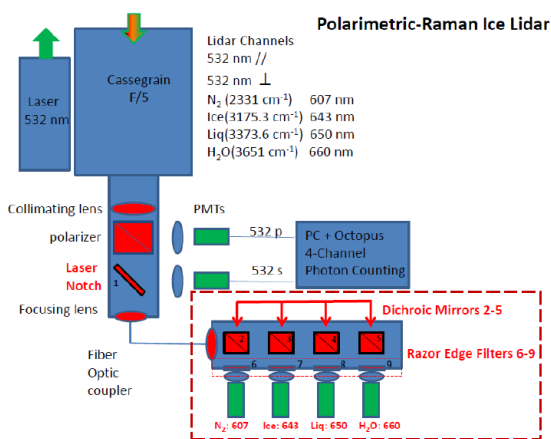 Polarimetric-Raman Ice Lidar
Lidar Channels
532 nm //
532 nm ⊥
N₂ (2331 cm⁻¹) 607 nm
Ice(3175.3 cm⁻¹) 643 nm
Liq(3373.6 cm⁻¹) 650 nm
H₂O(3651 cm⁻¹) 660 nm
Cassegrain
F/5
Laser
532 nm
Collimating lens
PMTs
polarizer
532 p
PC + Octopus
4-Channel
Photon Counting
Laser
Notch
1
532 s
Focusing lens
Dichroic Mirrors 2-5
2
3
4
5
Razor Edge Filters 6-9
Fiber
Optic
coupler
6
7
8
9
N₂: 607
Ice: 643
Liq: 650
H₂O: 660